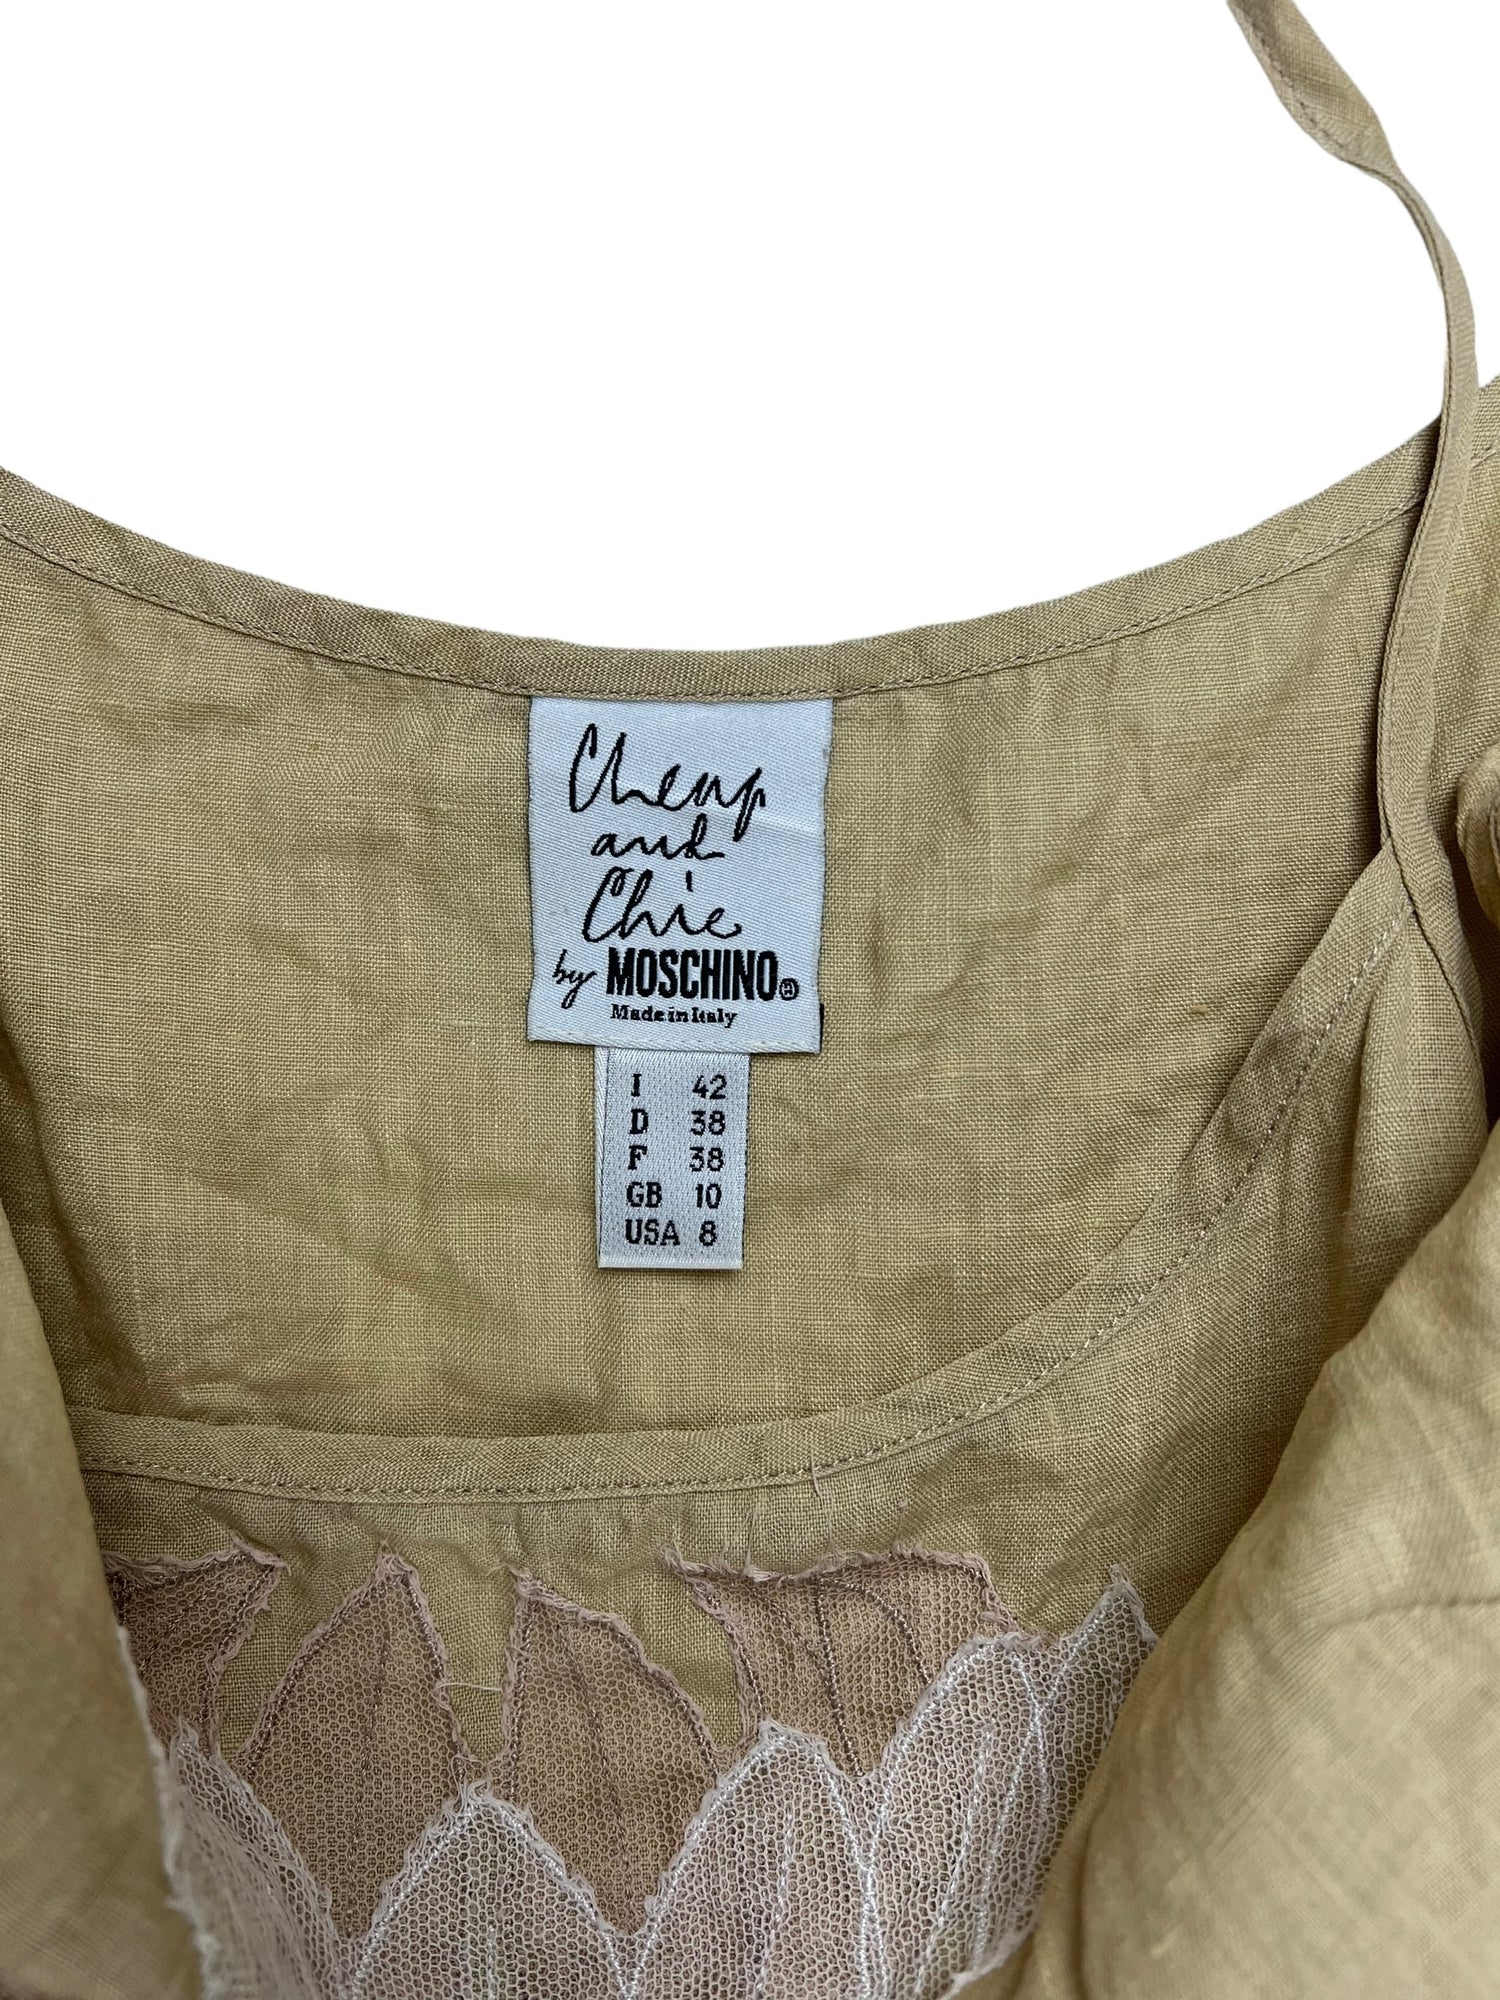 Cheap
and
Chic
by MOSCHINO®
Made in Italy
I 42
D 38
F 38
GB 10
USA 8